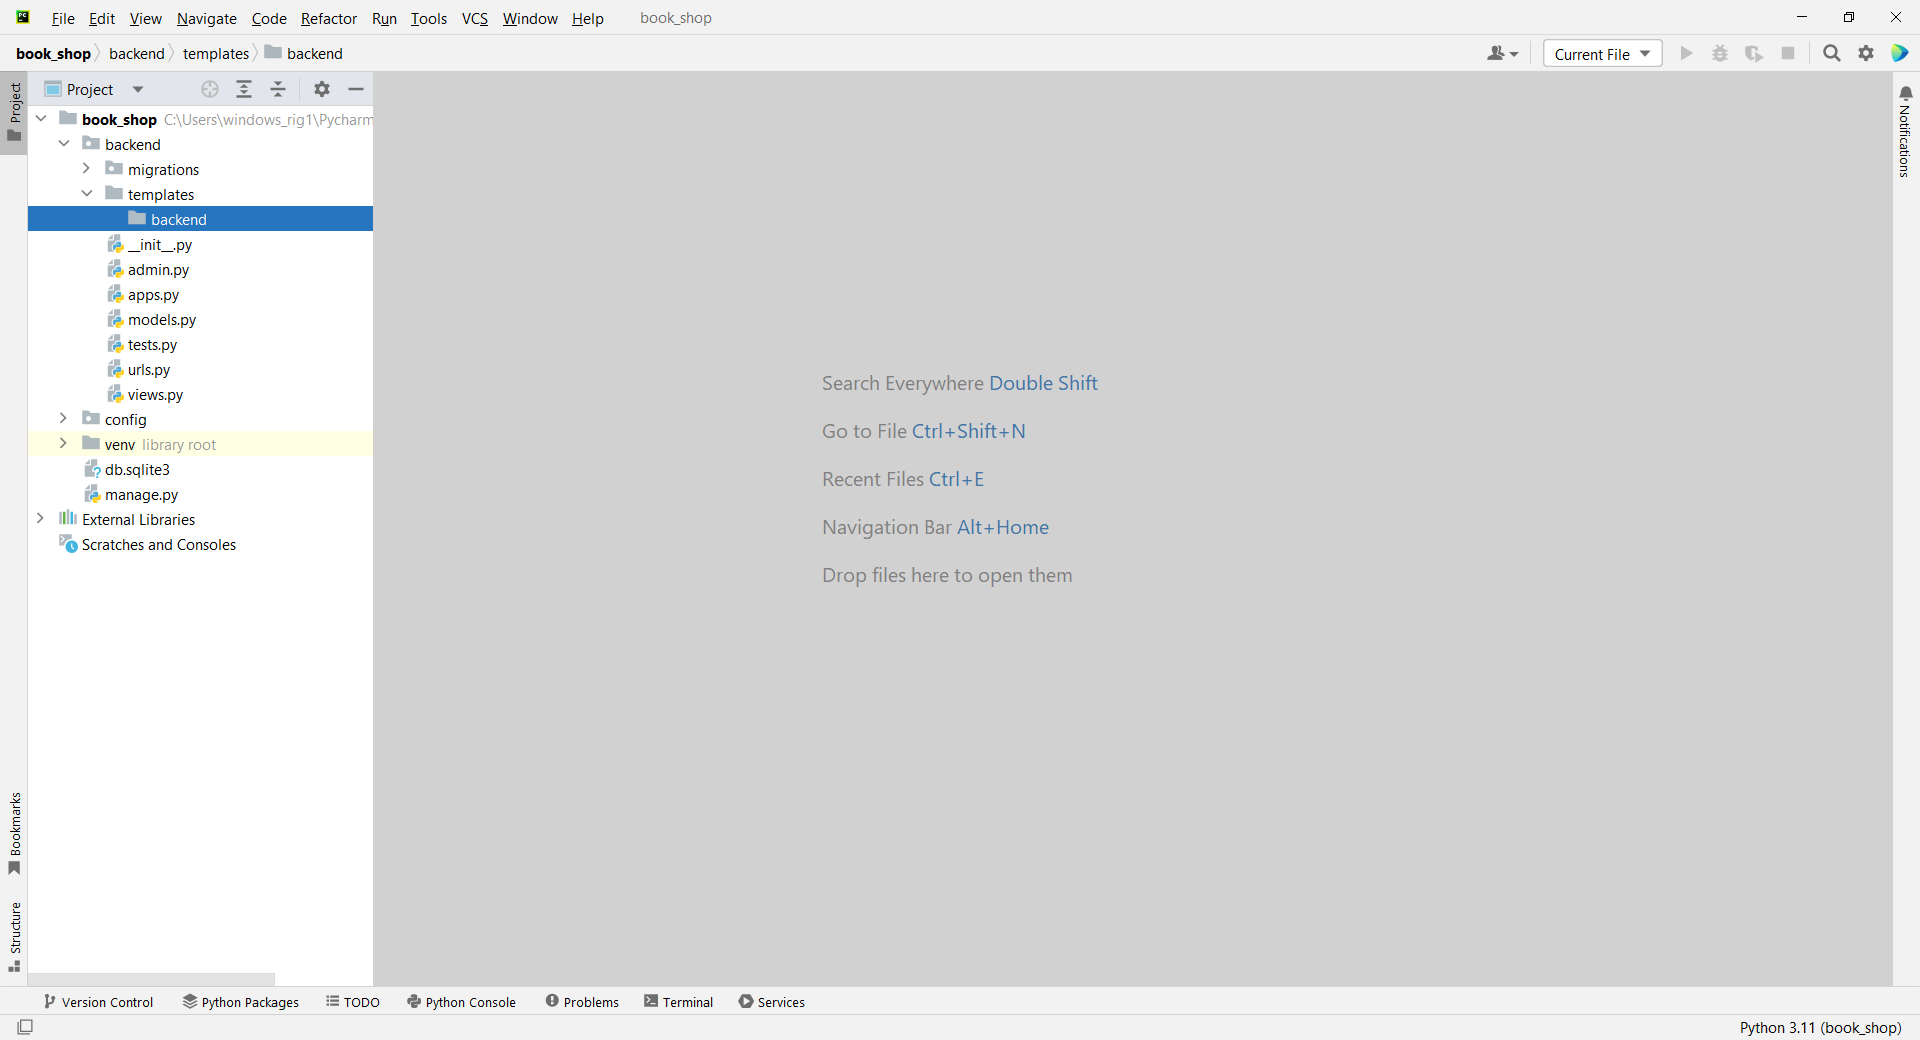 File Edit View Navigate Code Refactor Run Tools VCS Window Help book_shop
book_shop backend templates backend
Current File
Project
Project
book_shop C:\Users\windows_rig1\Pycharm
backend
migrations
templates
backend
__init__.py
admin.py
apps.py
models.py
tests.py
urls.py
views.py
config
venv library root
db.sqlite3
manage.py
External Libraries
Scratches and Consoles
Search Everywhere Double Shift
Go to File Ctrl+Shift+N
Recent Files Ctrl+E
Navigation Bar Alt+Home
Drop files here to open them
Notifications
Bookmarks
Structure
Version Control Python Packages TODO Python Console Problems Terminal Services
Python 3.11 (book_shop)